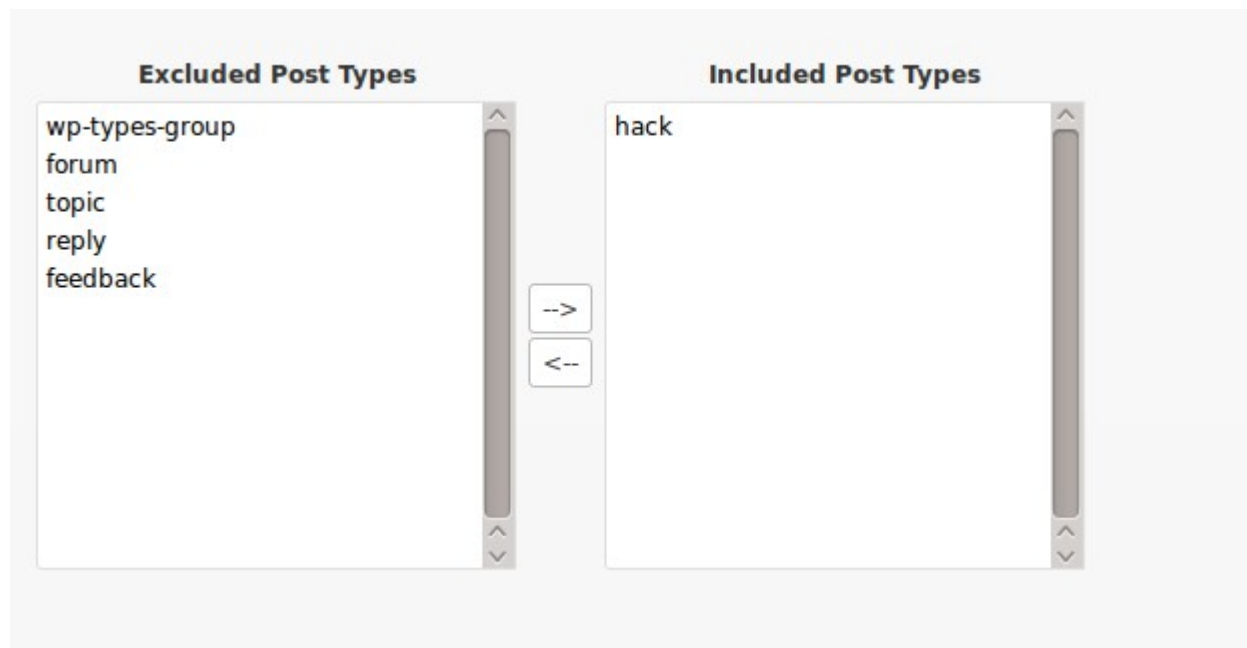 Excluded Post Types
wp-types-group
forum
topic
reply
feedback
-->
<--
Included Post Types
hack